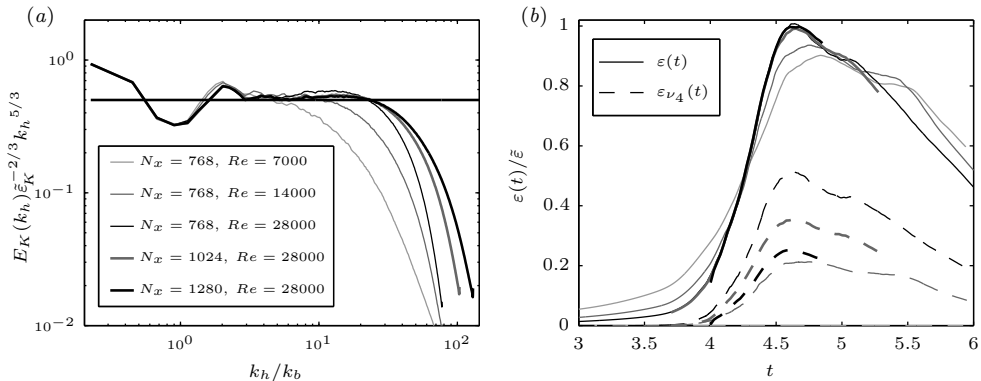 (a)
10^0
10^{-1}
10^{-2}
E_K(k_h)ε̃_K^{-2/3}k_h^{5/3}
N_x = 768, Re = 7000
N_x = 768, Re = 14000
N_x = 768, Re = 28000
N_x = 1024, Re = 28000
N_x = 1280, Re = 28000
10^0 10^1 10^2
k_h/k_b
(b)
1
0.8
0.6
0.4
0.2
0
ε(t)/ε̃
ε(t)
ε_{ν_4}(t)
3 3.5 4 4.5 5 5.5 6
t